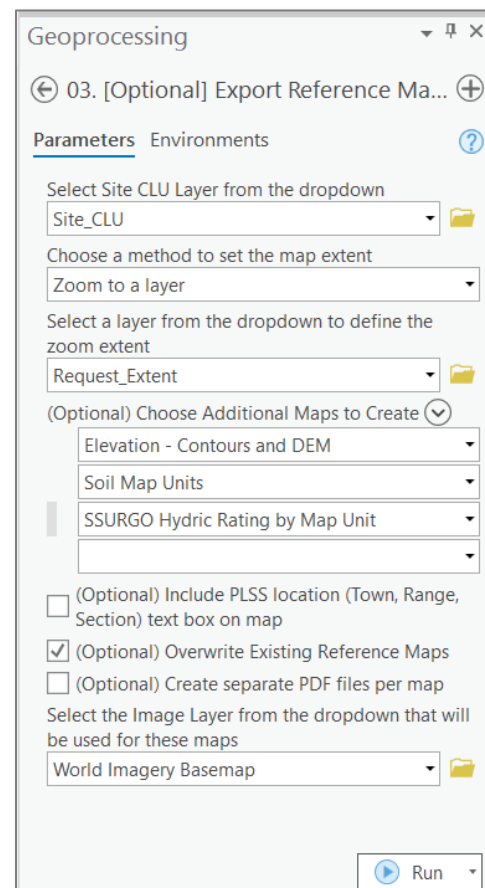 Geoprocessing
03. [Optional] Export Reference Ma...
Parameters Environments
?
Select Site CLU Layer from the dropdown
Site_CLU
Choose a method to set the map extent
Zoom to a layer
Select a layer from the dropdown to define the
zoom extent
Request_Extent
(Optional) Choose Additional Maps to Create
Elevation - Contours and DEM
Soil Map Units
SSURGO Hydric Rating by Map Unit
(Optional) Include PLSS location (Town, Range,
Section) text box on map
(Optional) Overwrite Existing Reference Maps
(Optional) Create separate PDF files per map
Select the Image Layer from the dropdown that will
be used for these maps
World Imagery Basemap
Run